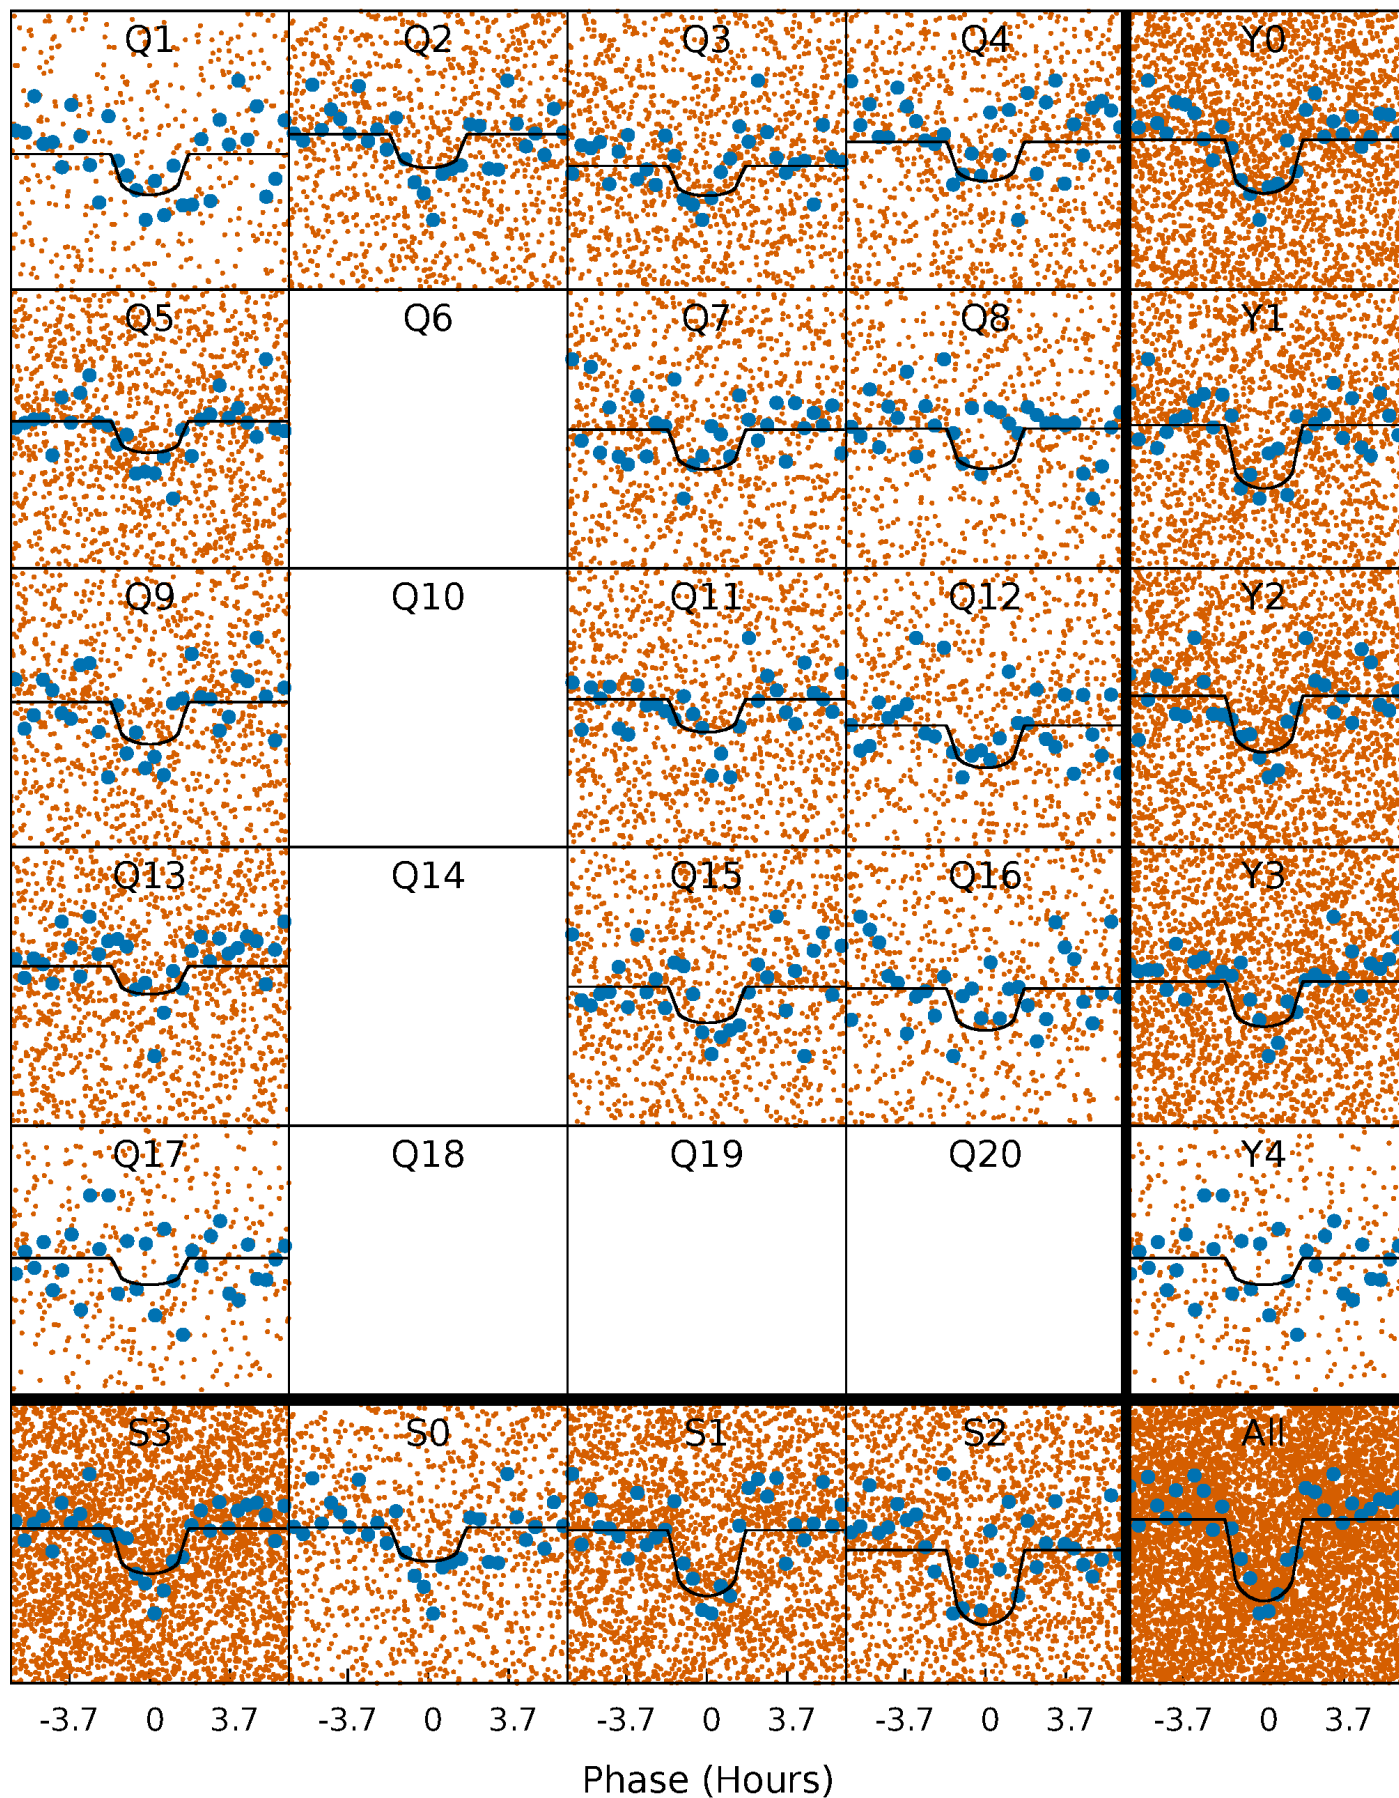 Q1 Q2 Q3 Q4 Y0
Q5 Q6 Q7 Q8 Y1
Q9 Q10 Q11 Q12 Y2
Q13 Q14 Q15 Q16 Y3
Q17 Q18 Q19 Q20 Y4
S3 S0 S1 S2 All
-3.7 0 3.7 -3.7 0 3.7 -3.7 0 3.7 -3.7 0 3.7 -3.7 0 3.7
Phase (Hours)